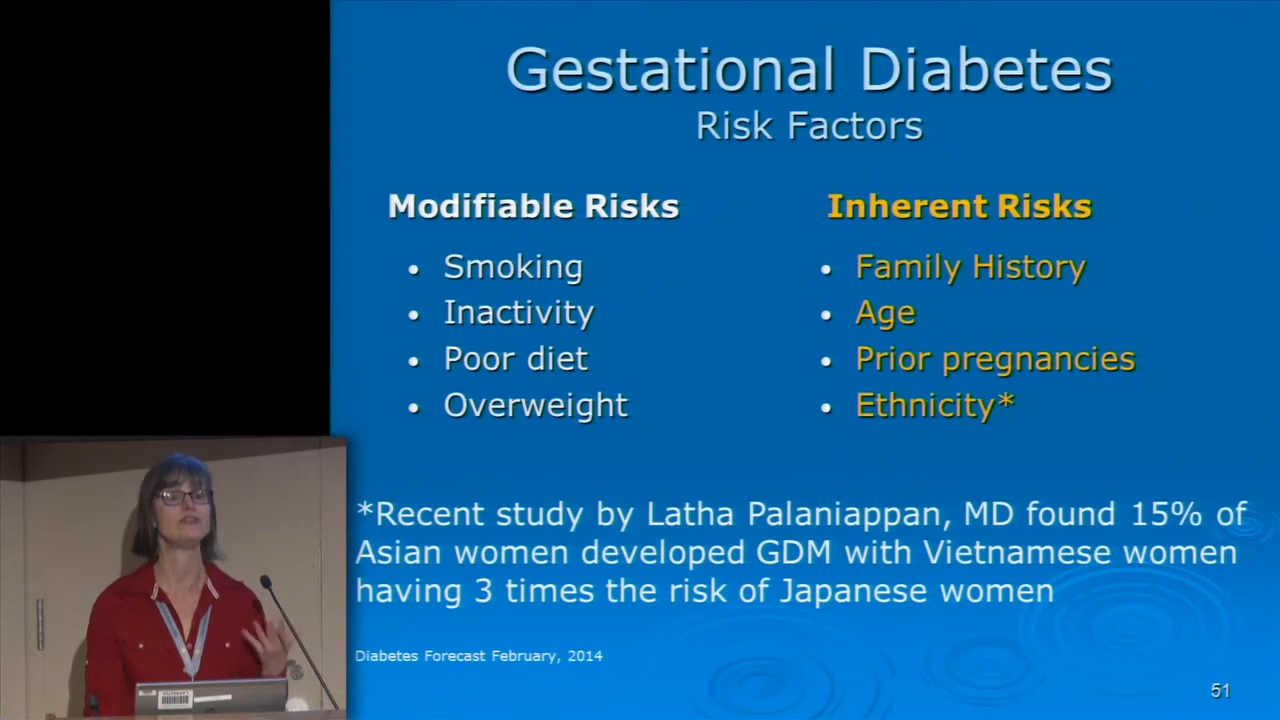 Gestational Diabetes
Risk Factors
Modifiable Risks
• Smoking
• Inactivity
• Poor diet
• Overweight
Inherent Risks
• Family History
• Age
• Prior pregnancies
• Ethnicity*
*Recent study by Latha Palaniappan, MD found 15% of
Asian women developed GDM with Vietnamese women
having 3 times the risk of Japanese women
Diabetes Forecast February, 2014
51